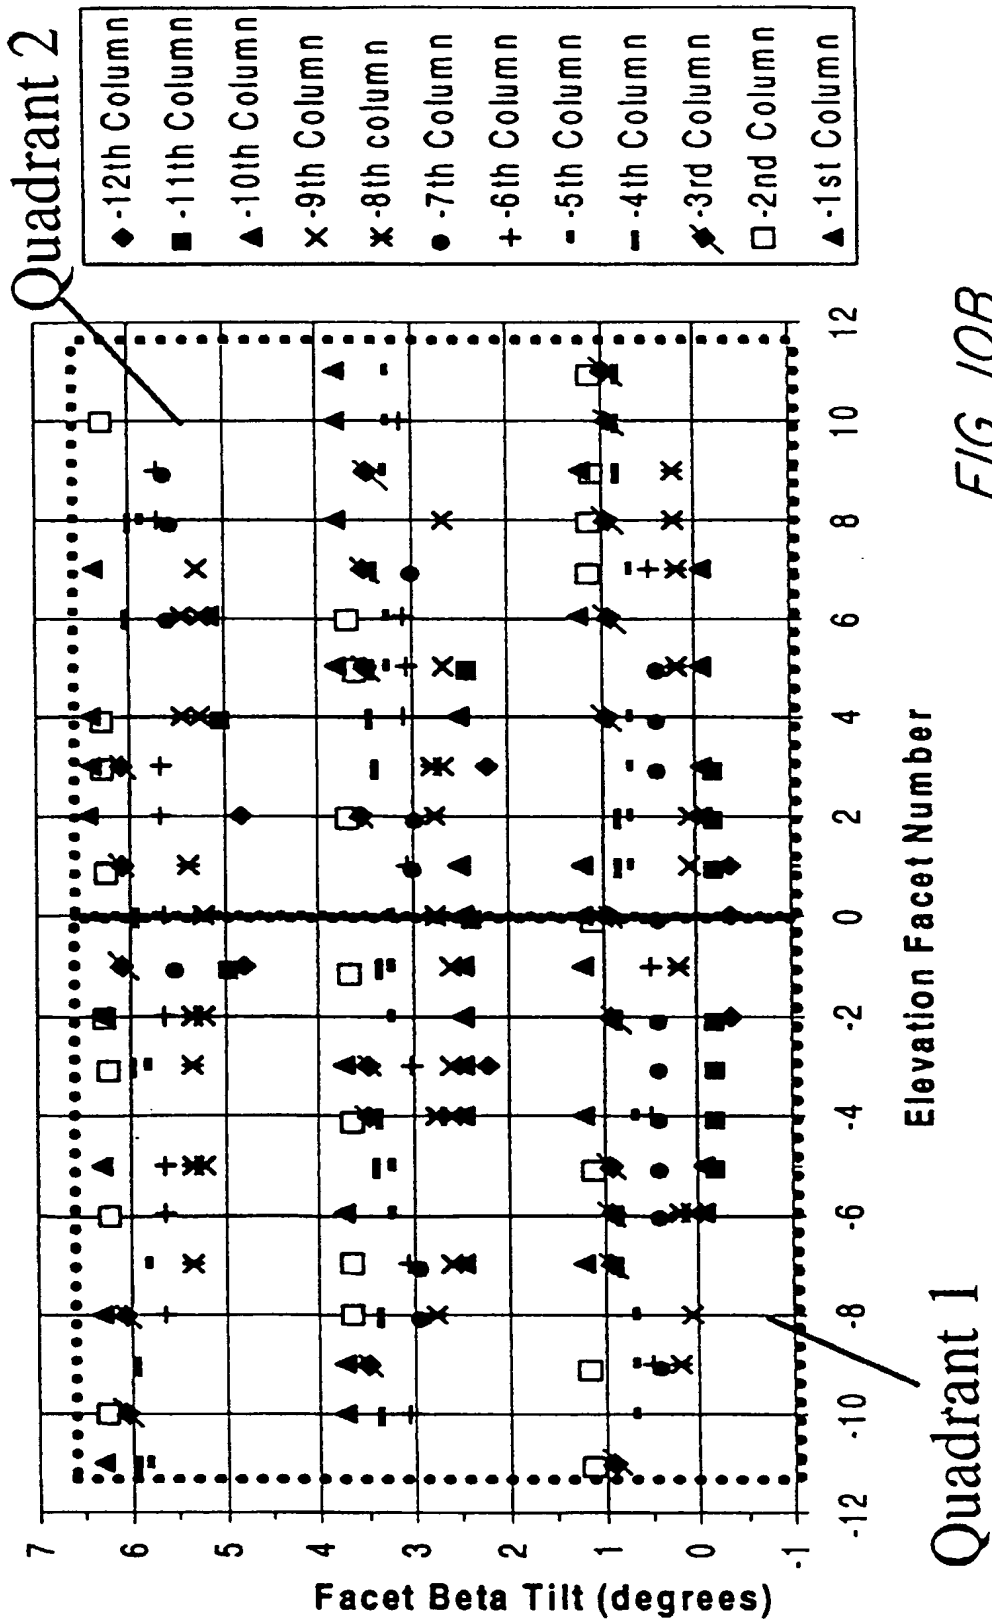 Quadrant 2
-12th Column
-11th Column
-10th Column
-9th Column
-8th column
-7th Column
-6th Column
-5th Column
-4th Column
-3rd Column
-2nd Column
-1st Column
7
6
5
4
3
2
1
0
-1
Facet Beta Tilt (degrees)
-12
-10
-8
-6
-4
-2
0
2
4
6
8
10
12
Elevation Facet Number
Quadrant 1
FIG. 10B